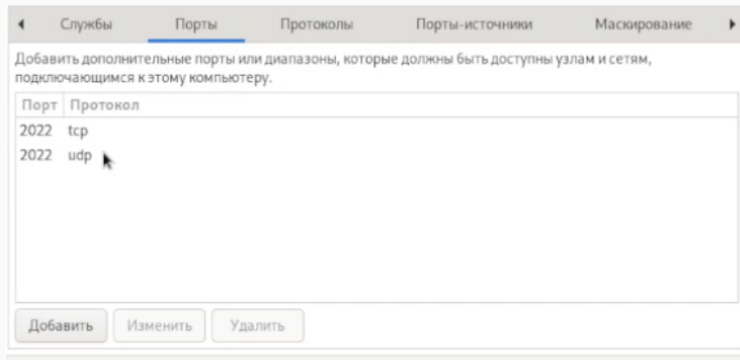 Службы Порты Протоколы Порты-источники Маскирование
Добавить дополнительные порты или диапазоны, которые должны быть доступны узлам и сетям,
подключающимся к этому компьютеру.
Порт Протокол
2022 tcp
2022 udp
Добавить Изменить Удалить